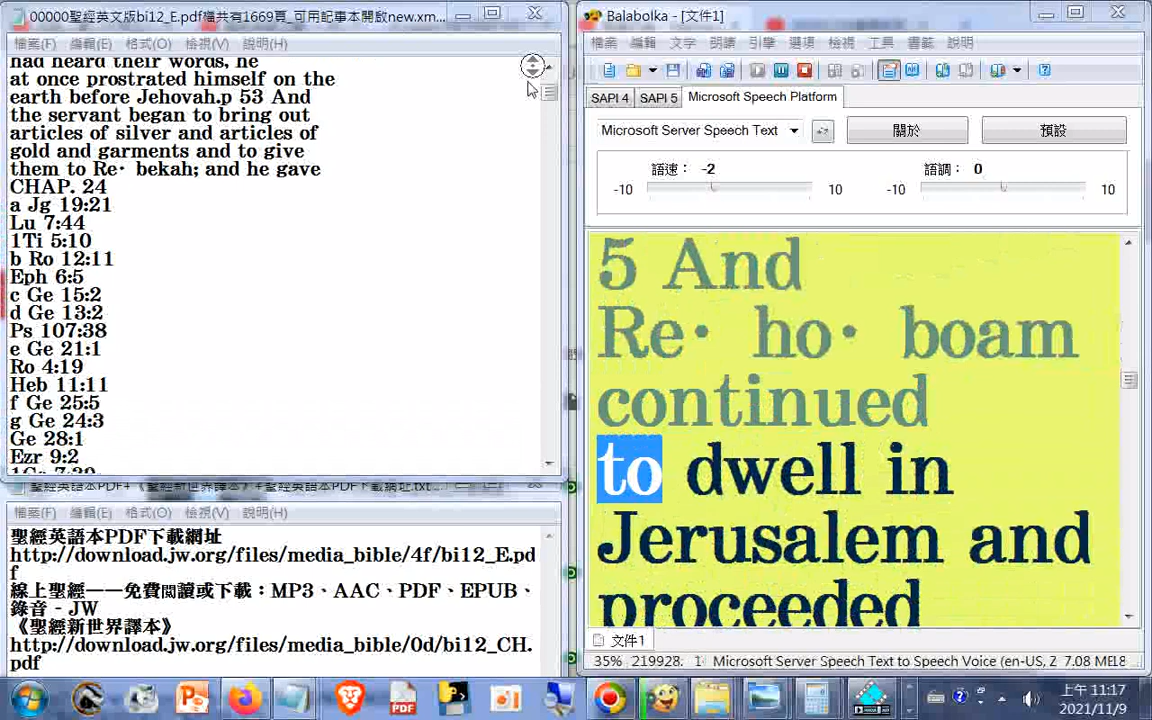 00000聖經英文版bi12_E.pdf檔共有1669頁_可用記事本開啟new.xm...
檔案(F) 編輯(E) 格式(O) 檢視(V) 說明(H)
had heard their words, he
at once prostrated himself on the
earth before Jehovah.p 53 And
the servant began to bring out
articles of silver and articles of
gold and garments and to give
them to Re· bekah; and he gave
CHAP. 24
a Jg 19:21
Lu 7:44
1Ti 5:10
b Ro 12:11
Eph 6:5
c Ge 15:2
d Ge 13:2
Ps 107:38
e Ge 21:1
Ro 4:19
Heb 11:11
f Ge 25:5
g Ge 24:3
Ge 28:1
Ezr 9:2
檔案(F) 編輯(E) 格式(O) 檢視(V) 說明(H)
聖經英語本PDF下載網址
http://download.jw.org/files/media_bible/4f/bi12_E.pd
f
線上聖經——免費閱讀或下載：MP3、AAC、PDF、EPUB、
錄音 - JW
《聖經新世界譯本》
http://download.jw.org/files/media_bible/0d/bi12_CH.
pdf
Balabolka - [文件1]
檔案 編輯 文字 朗讀 引擎 選項 檢視 工具 書籤 說明
SAPI 4 SAPI 5 Microsoft Speech Platform
Microsoft Server Speech Text 關於 預設
語速： -2 語調： 0
-10 10 -10 10
5 And
Re· ho· boam
continued
to dwell in
Jerusalem and
proceeded
文件1
35% 219928: 1 Microsoft Server Speech Text to Speech Voice (en-US, Z 7.08 MEL8
上午 11:17
2021/11/9